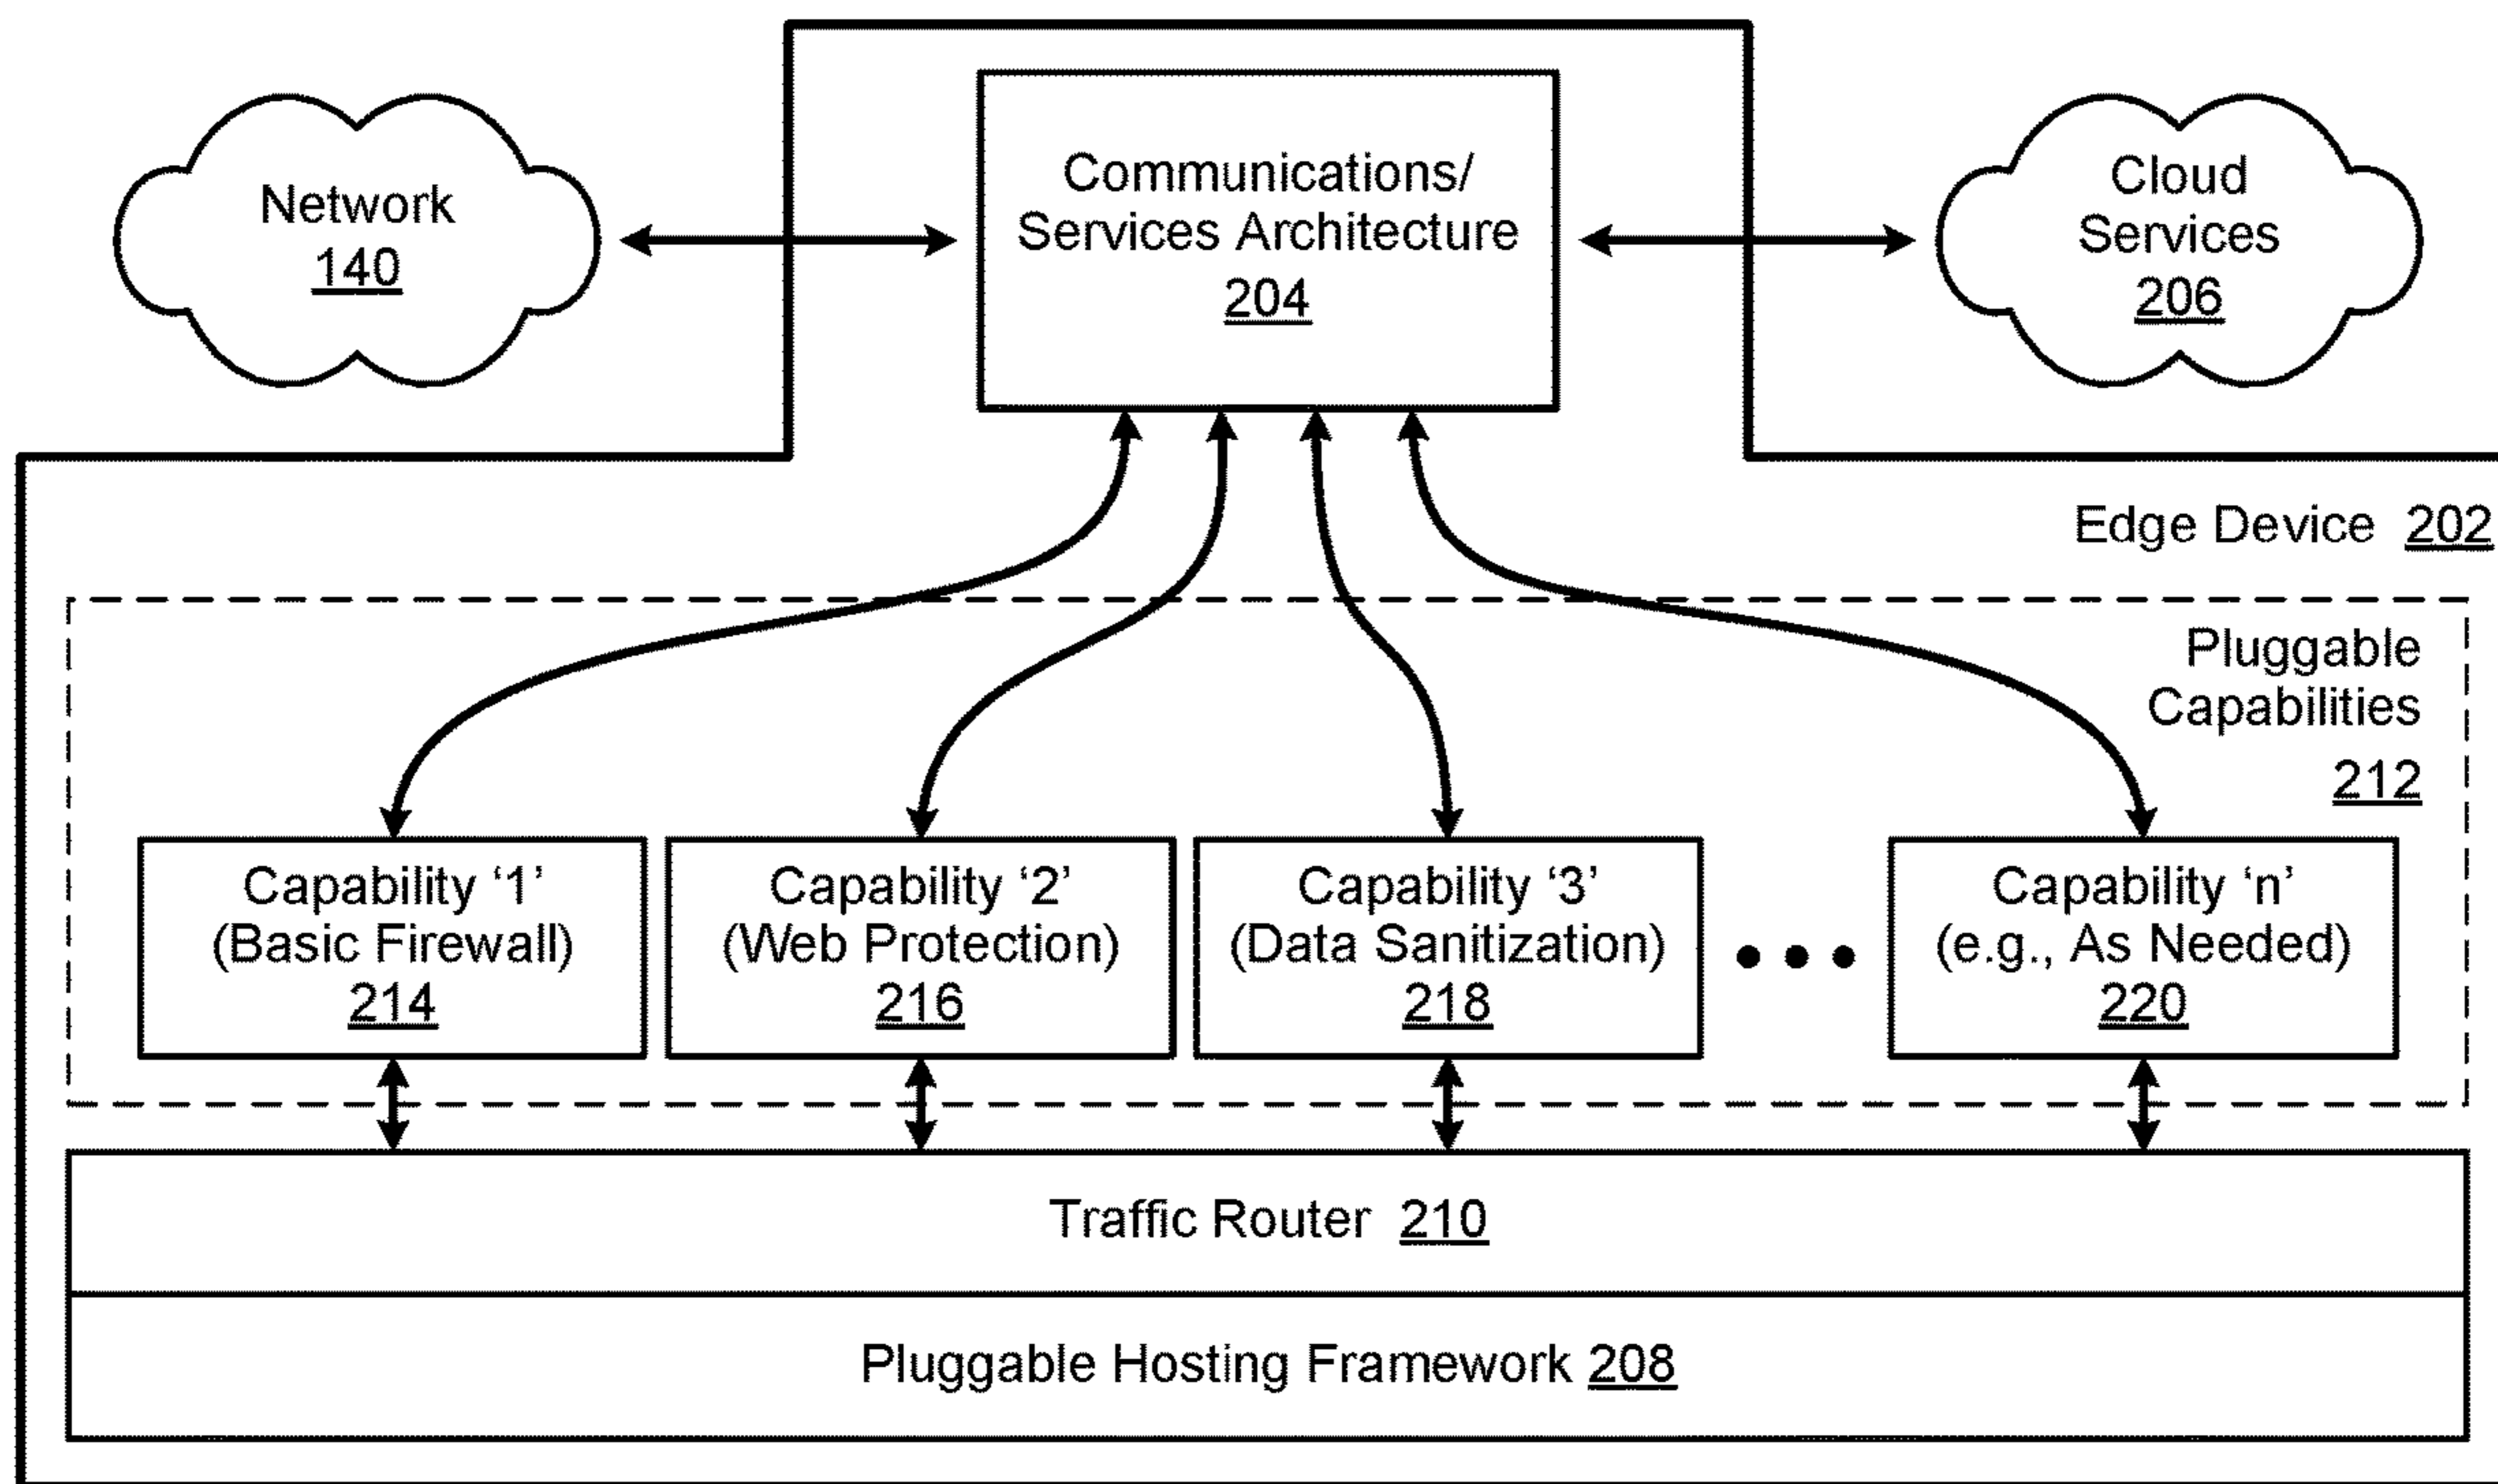 Network
140
Communications/
Services Architecture
204
Cloud
Services
206
Edge Device 202
Pluggable
Capabilities
212
Capability ‘1’
(Basic Firewall)
214
Capability ‘2’
(Web Protection)
216
Capability ‘3’
(Data Sanitization)
218
Capability ‘n’
(e.g., As Needed)
220
Traffic Router 210
Pluggable Hosting Framework 208